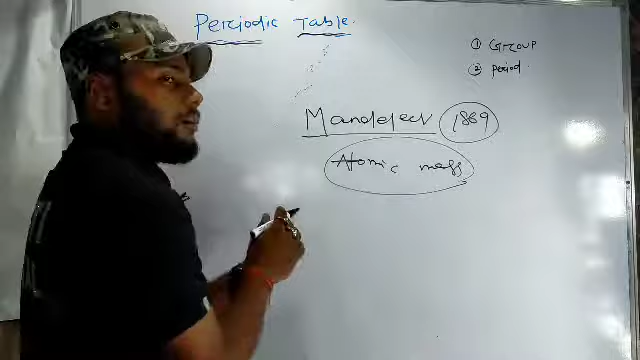 Periodic Table.
① Group
② Period.
Mandeleev 1869
Atomic mass